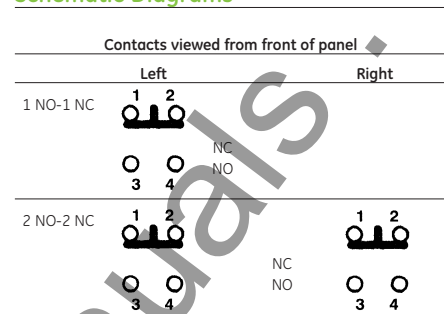 Schematic Diagrams
Contacts viewed from front of panel
Left Right
1 NO-1 NC
1 2
NC
NO
3 4
2 NO-2 NC
1 2 1 2
NC
NO
3 4 3 4